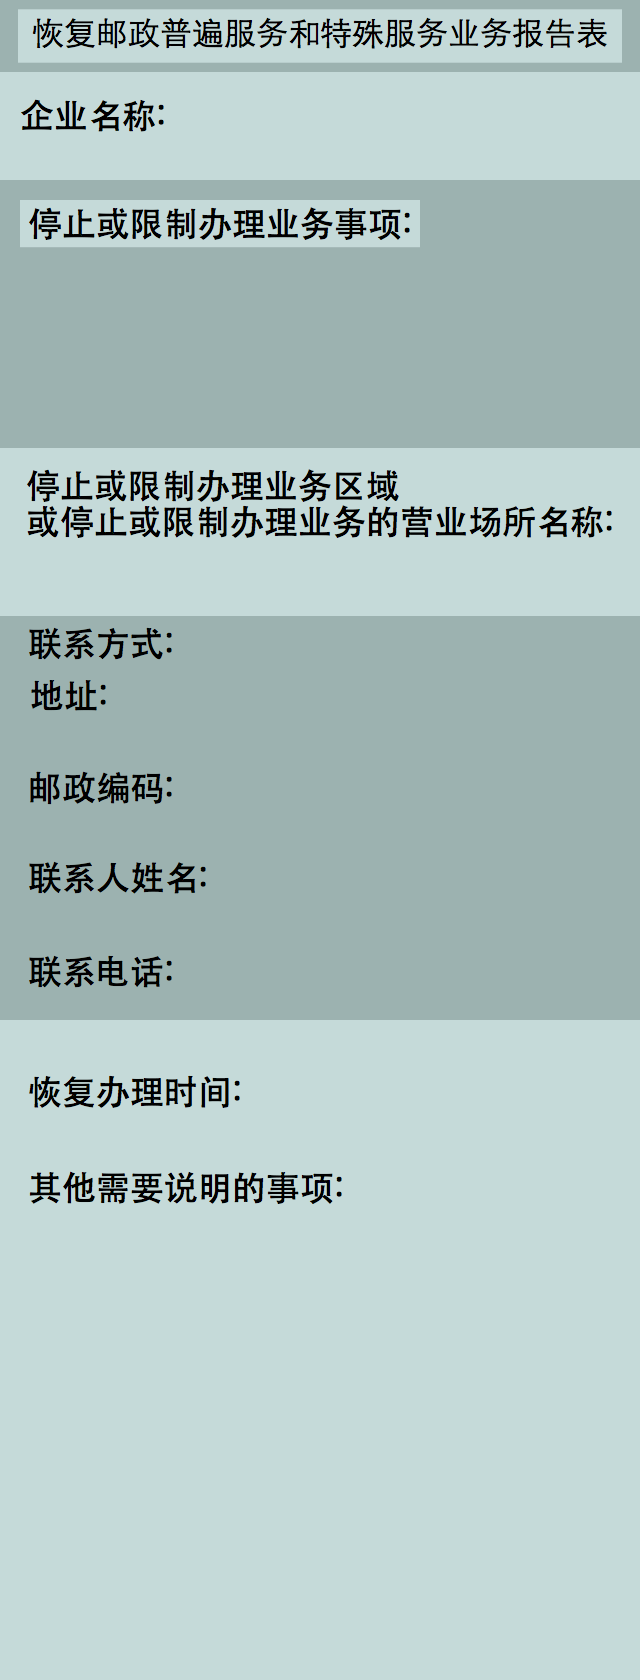 恢复邮政普遍服务和特殊服务业务报告表
企业名称:
停止或限制办理业务事项:
停止或限制办理业务区域
或停止或限制办理业务的营业场所名称:
联系方式:
地址:
邮政编码:
联系人姓名:
联系电话:
恢复办理时间:
其他需要说明的事项: